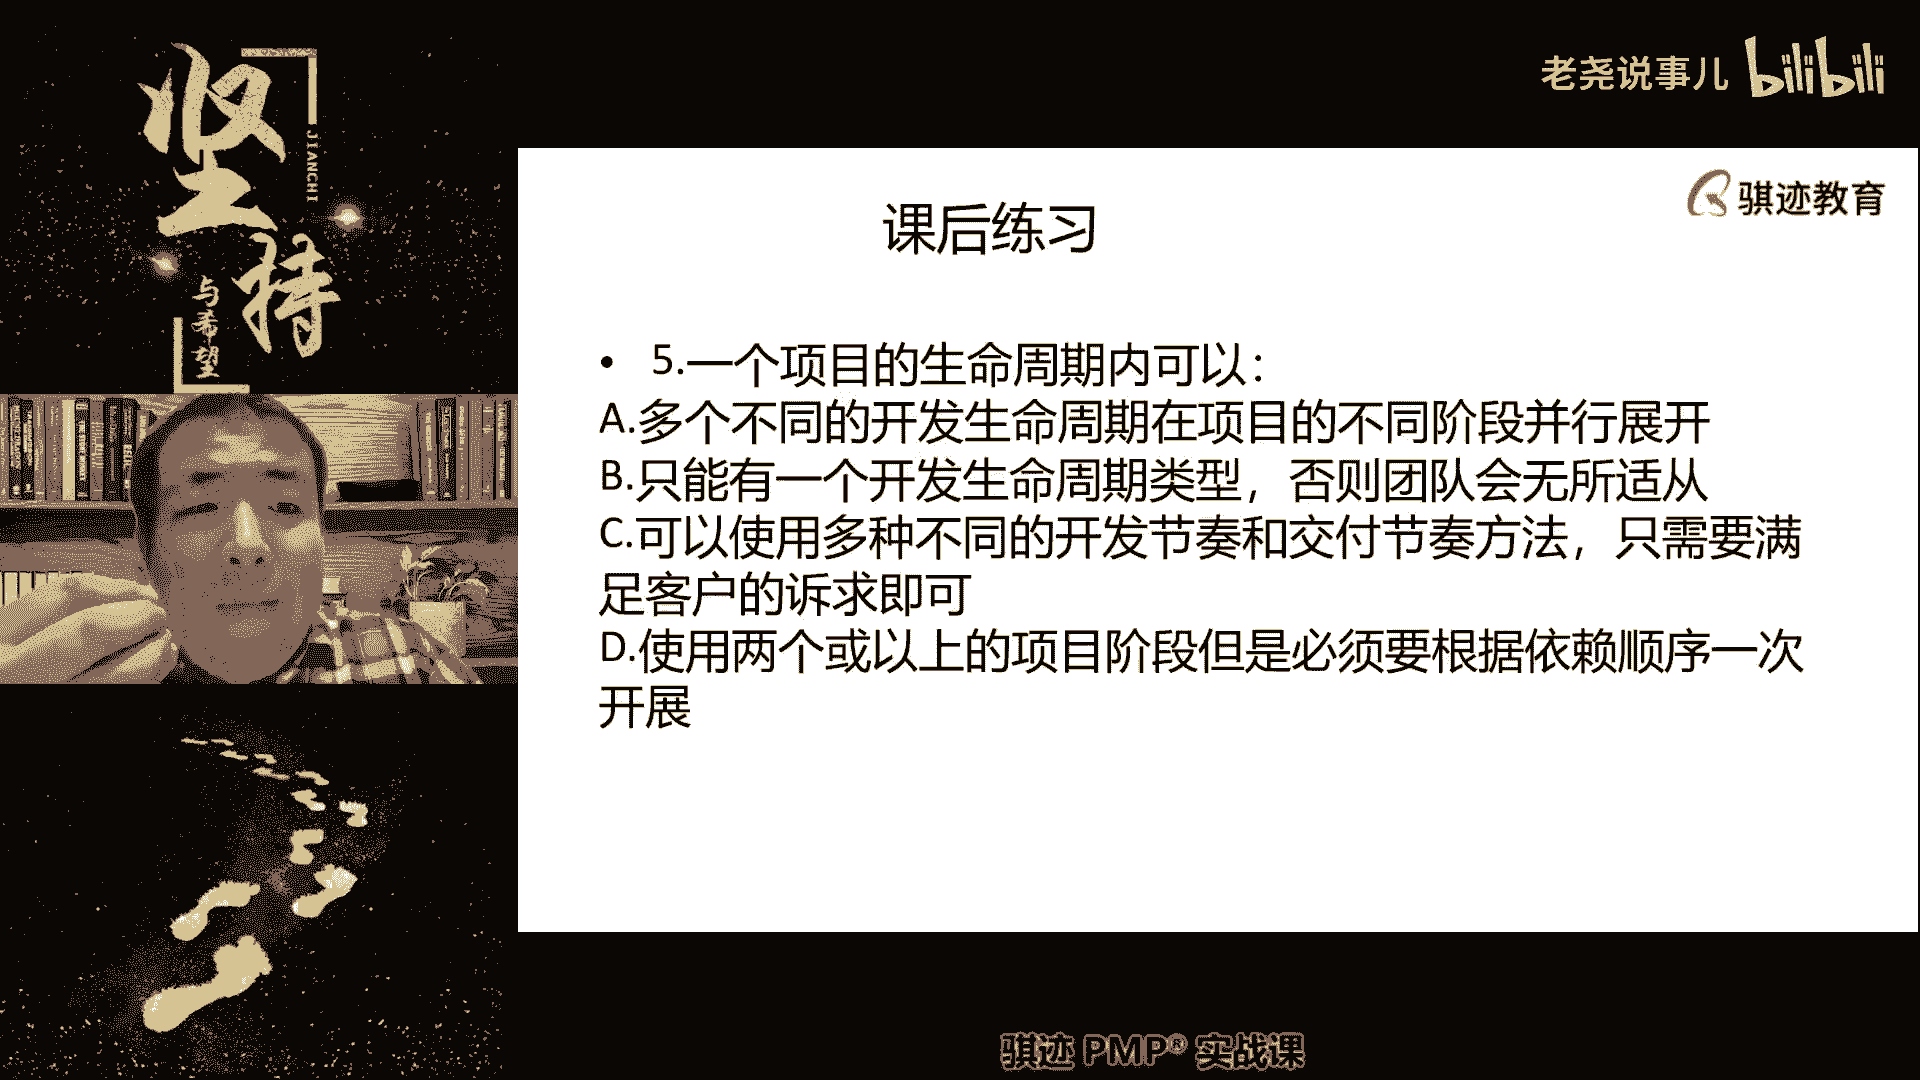 坚持
JIANCHI
与希望
老尧说事儿 bilibili
骐迹教育
课后练习
• 5.一个项目的生命周期内可以：
A.多个不同的开发生命周期在项目的不同阶段并行展开
B.只能有一个开发生命周期类型，否则团队会无所适从
C.可以使用多种不同的开发节奏和交付节奏方法，只需要满
足客户的诉求即可
D.使用两个或以上的项目阶段但是必须要根据依赖顺序一次
开展
骐迹 PMP® 实战课